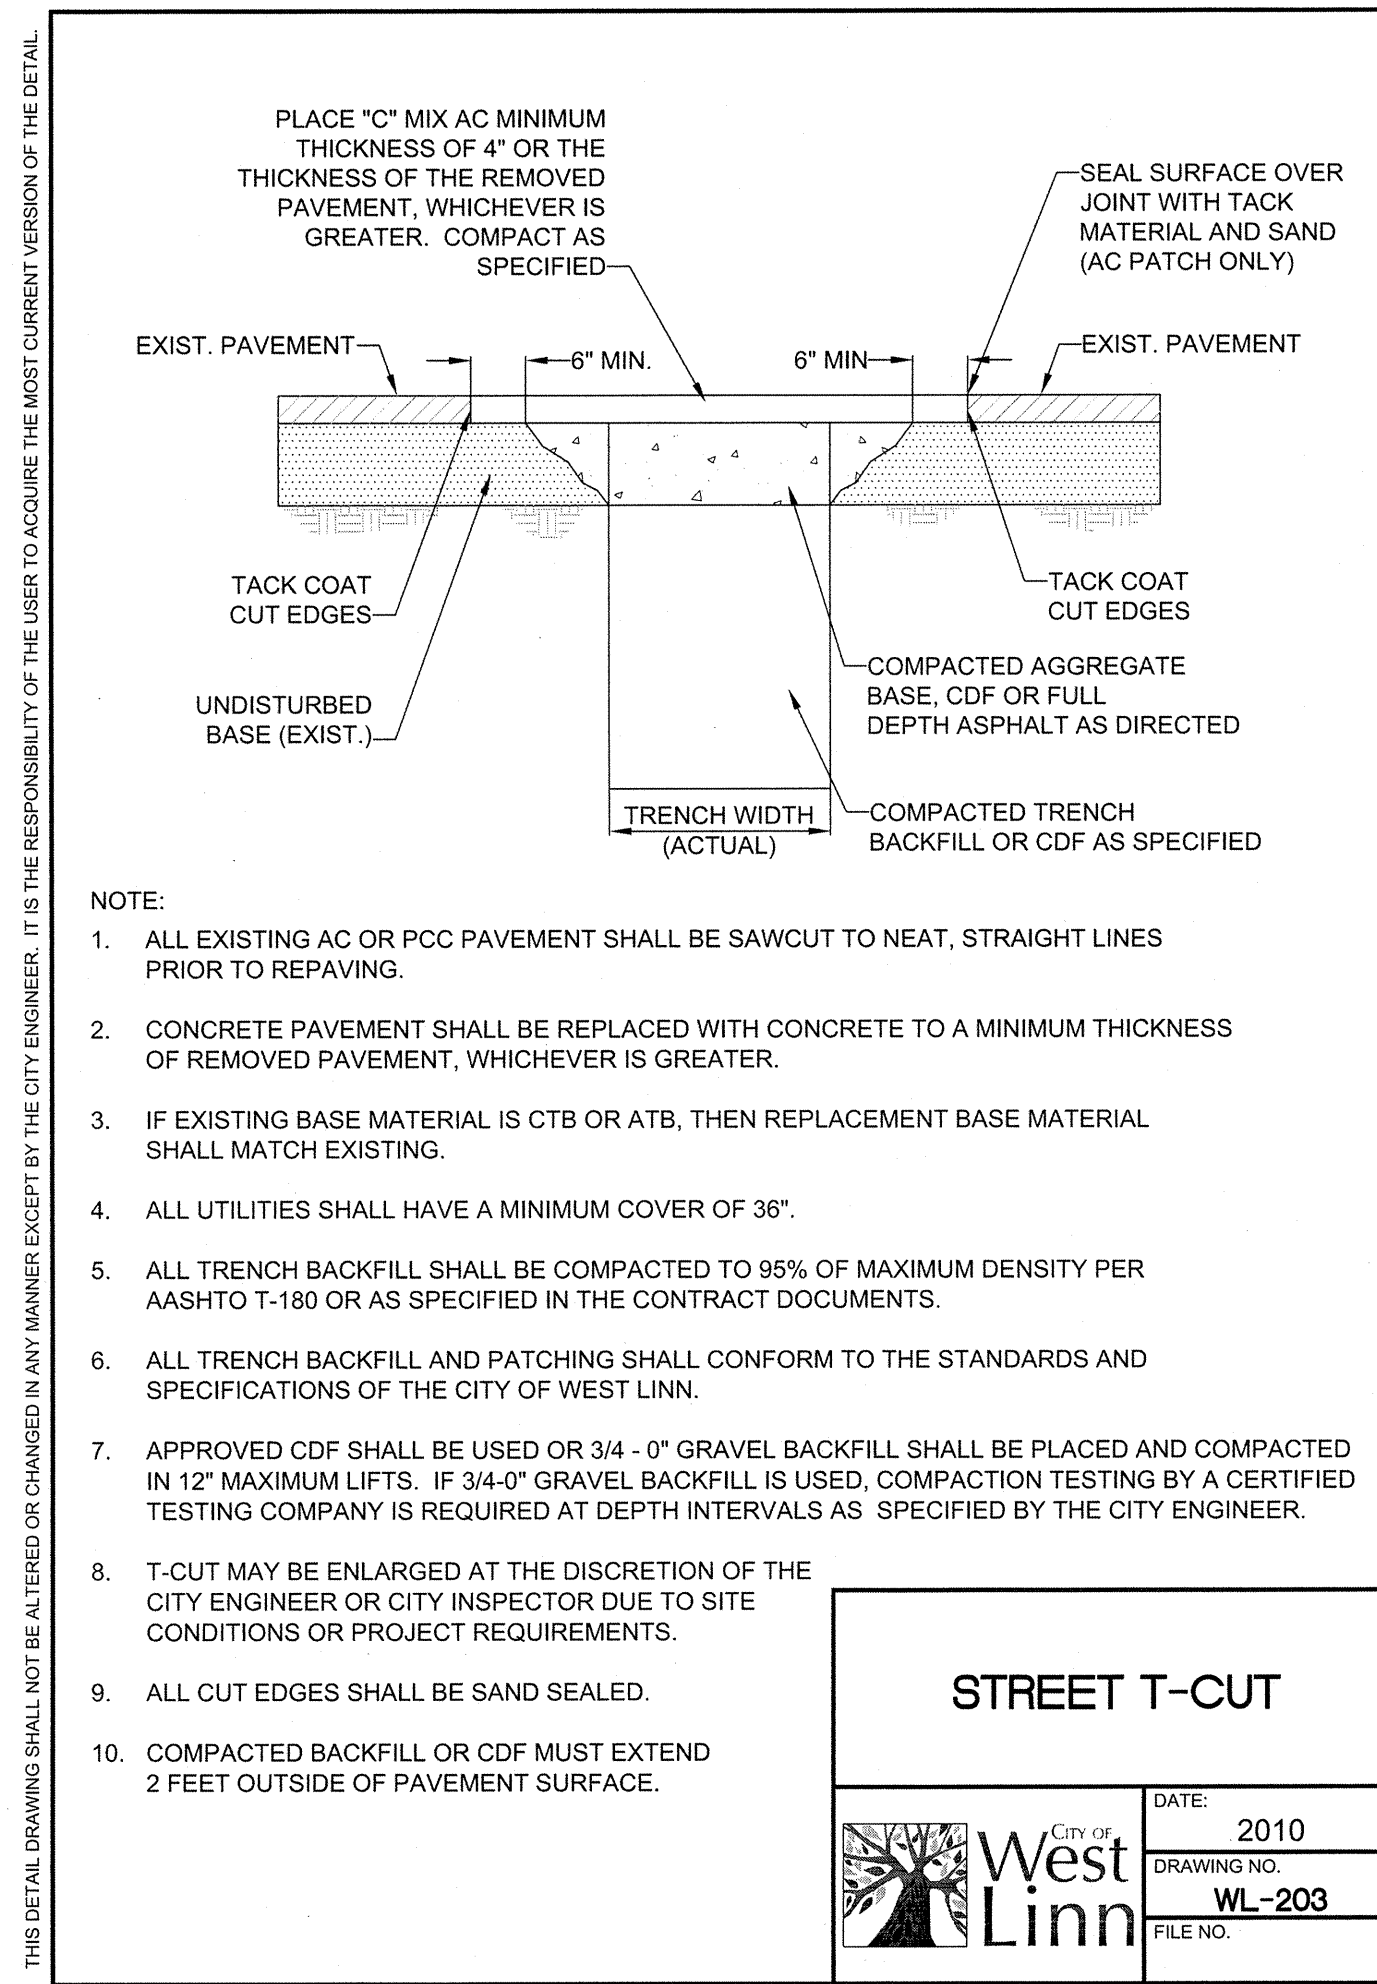 THIS DETAIL DRAWING SHALL NOT BE ALTERED OR CHANGED IN ANY MANNER EXCEPT BY THE CITY ENGINEER. IT IS THE RESPONSIBILITY OF THE USER TO ACQUIRE THE MOST CURRENT VERSION OF THE DETAIL.
PLACE "C" MIX AC MINIMUM
THICKNESS OF 4" OR THE
THICKNESS OF THE REMOVED
PAVEMENT, WHICHEVER IS
GREATER. COMPACT AS
SPECIFIED
SEAL SURFACE OVER
JOINT WITH TACK
MATERIAL AND SAND
(AC PATCH ONLY)
EXIST. PAVEMENT
6" MIN.
6" MIN
EXIST. PAVEMENT
TACK COAT
CUT EDGES
TACK COAT
CUT EDGES
UNDISTURBED
BASE (EXIST.)
COMPACTED AGGREGATE
BASE, CDF OR FULL
DEPTH ASPHALT AS DIRECTED
TRENCH WIDTH
(ACTUAL)
COMPACTED TRENCH
BACKFILL OR CDF AS SPECIFIED
NOTE:
1. ALL EXISTING AC OR PCC PAVEMENT SHALL BE SAWCUT TO NEAT, STRAIGHT LINES
PRIOR TO REPAVING.
2. CONCRETE PAVEMENT SHALL BE REPLACED WITH CONCRETE TO A MINIMUM THICKNESS
OF REMOVED PAVEMENT, WHICHEVER IS GREATER.
3. IF EXISTING BASE MATERIAL IS CTB OR ATB, THEN REPLACEMENT BASE MATERIAL
SHALL MATCH EXISTING.
4. ALL UTILITIES SHALL HAVE A MINIMUM COVER OF 36".
5. ALL TRENCH BACKFILL SHALL BE COMPACTED TO 95% OF MAXIMUM DENSITY PER
AASHTO T-180 OR AS SPECIFIED IN THE CONTRACT DOCUMENTS.
6. ALL TRENCH BACKFILL AND PATCHING SHALL CONFORM TO THE STANDARDS AND
SPECIFICATIONS OF THE CITY OF WEST LINN.
7. APPROVED CDF SHALL BE USED OR 3/4 - 0" GRAVEL BACKFILL SHALL BE PLACED AND COMPACTED
IN 12" MAXIMUM LIFTS. IF 3/4-0" GRAVEL BACKFILL IS USED, COMPACTION TESTING BY A CERTIFIED
TESTING COMPANY IS REQUIRED AT DEPTH INTERVALS AS SPECIFIED BY THE CITY ENGINEER.
8. T-CUT MAY BE ENLARGED AT THE DISCRETION OF THE
CITY ENGINEER OR CITY INSPECTOR DUE TO SITE
CONDITIONS OR PROJECT REQUIREMENTS.
9. ALL CUT EDGES SHALL BE SAND SEALED.
10. COMPACTED BACKFILL OR CDF MUST EXTEND
2 FEET OUTSIDE OF PAVEMENT SURFACE.
STREET T-CUT
CITY OF
West
Linn
DATE:
2010
DRAWING NO.
WL-203
FILE NO.